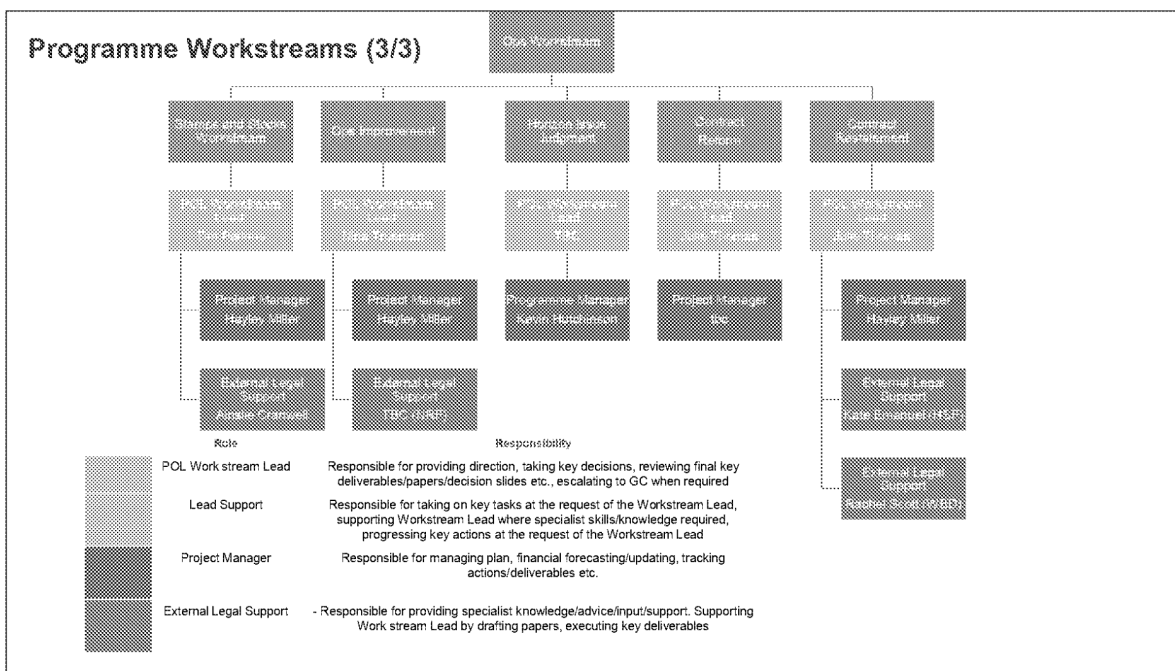 Programme Workstreams (3/3)
Ops Workstream
Stamps and Stocks
Workstream
Ops Improvement
Horizon Issue
Judgment
Contract
Reform
Contract
POL Workstream
Lead
POL Workstream
Lead
POL Workstream
Lead
TBC
POL Workstream
Lead
POL Workstream
Lead
Project Manager
Hayley Miller
Project Manager
Hayley Miller
Programme Manager
Kevin Hutchinson
Project Manager
tbc
Project Manager
Hayley Miller
External Legal
Support
Ainslie Cranwell
External Legal
Support
TBC (NRF)
External Legal
Support
Kate Emanuel (HSF)
External Legal
Support
Role
Responsibility
POL Work stream Lead
Responsible for providing direction, taking key decisions, reviewing final key
deliverables/papers/decision slides etc., escalating to GC when required
Lead Support
Responsible for taking on key tasks at the request of the Workstream Lead,
supporting Workstream Lead where specialist skills/knowledge required,
progressing key actions at the request of the Workstream Lead
Project Manager
Responsible for managing plan, financial forecasting/updating, tracking
actions/deliverables etc.
External Legal Support
- Responsible for providing specialist knowledge/advice/input/support. Supporting
Work stream Lead by drafting papers, executing key deliverables